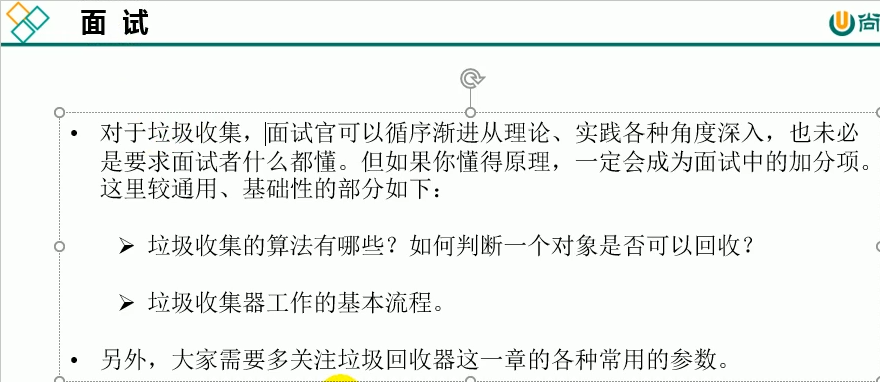 面 试
尚
• 对于垃圾收集，面试官可以循序渐进从理论、实践各种角度深入，也未必
是要求面试者什么都懂。但如果你懂得原理，一定会成为面试中的加分项。
这里较通用、基础性的部分如下：
➢ 垃圾收集的算法有哪些？如何判断一个对象是否可以回收？
➢ 垃圾收集器工作的基本流程。
• 另外，大家需要多关注垃圾回收器这一章的各种常用的参数。